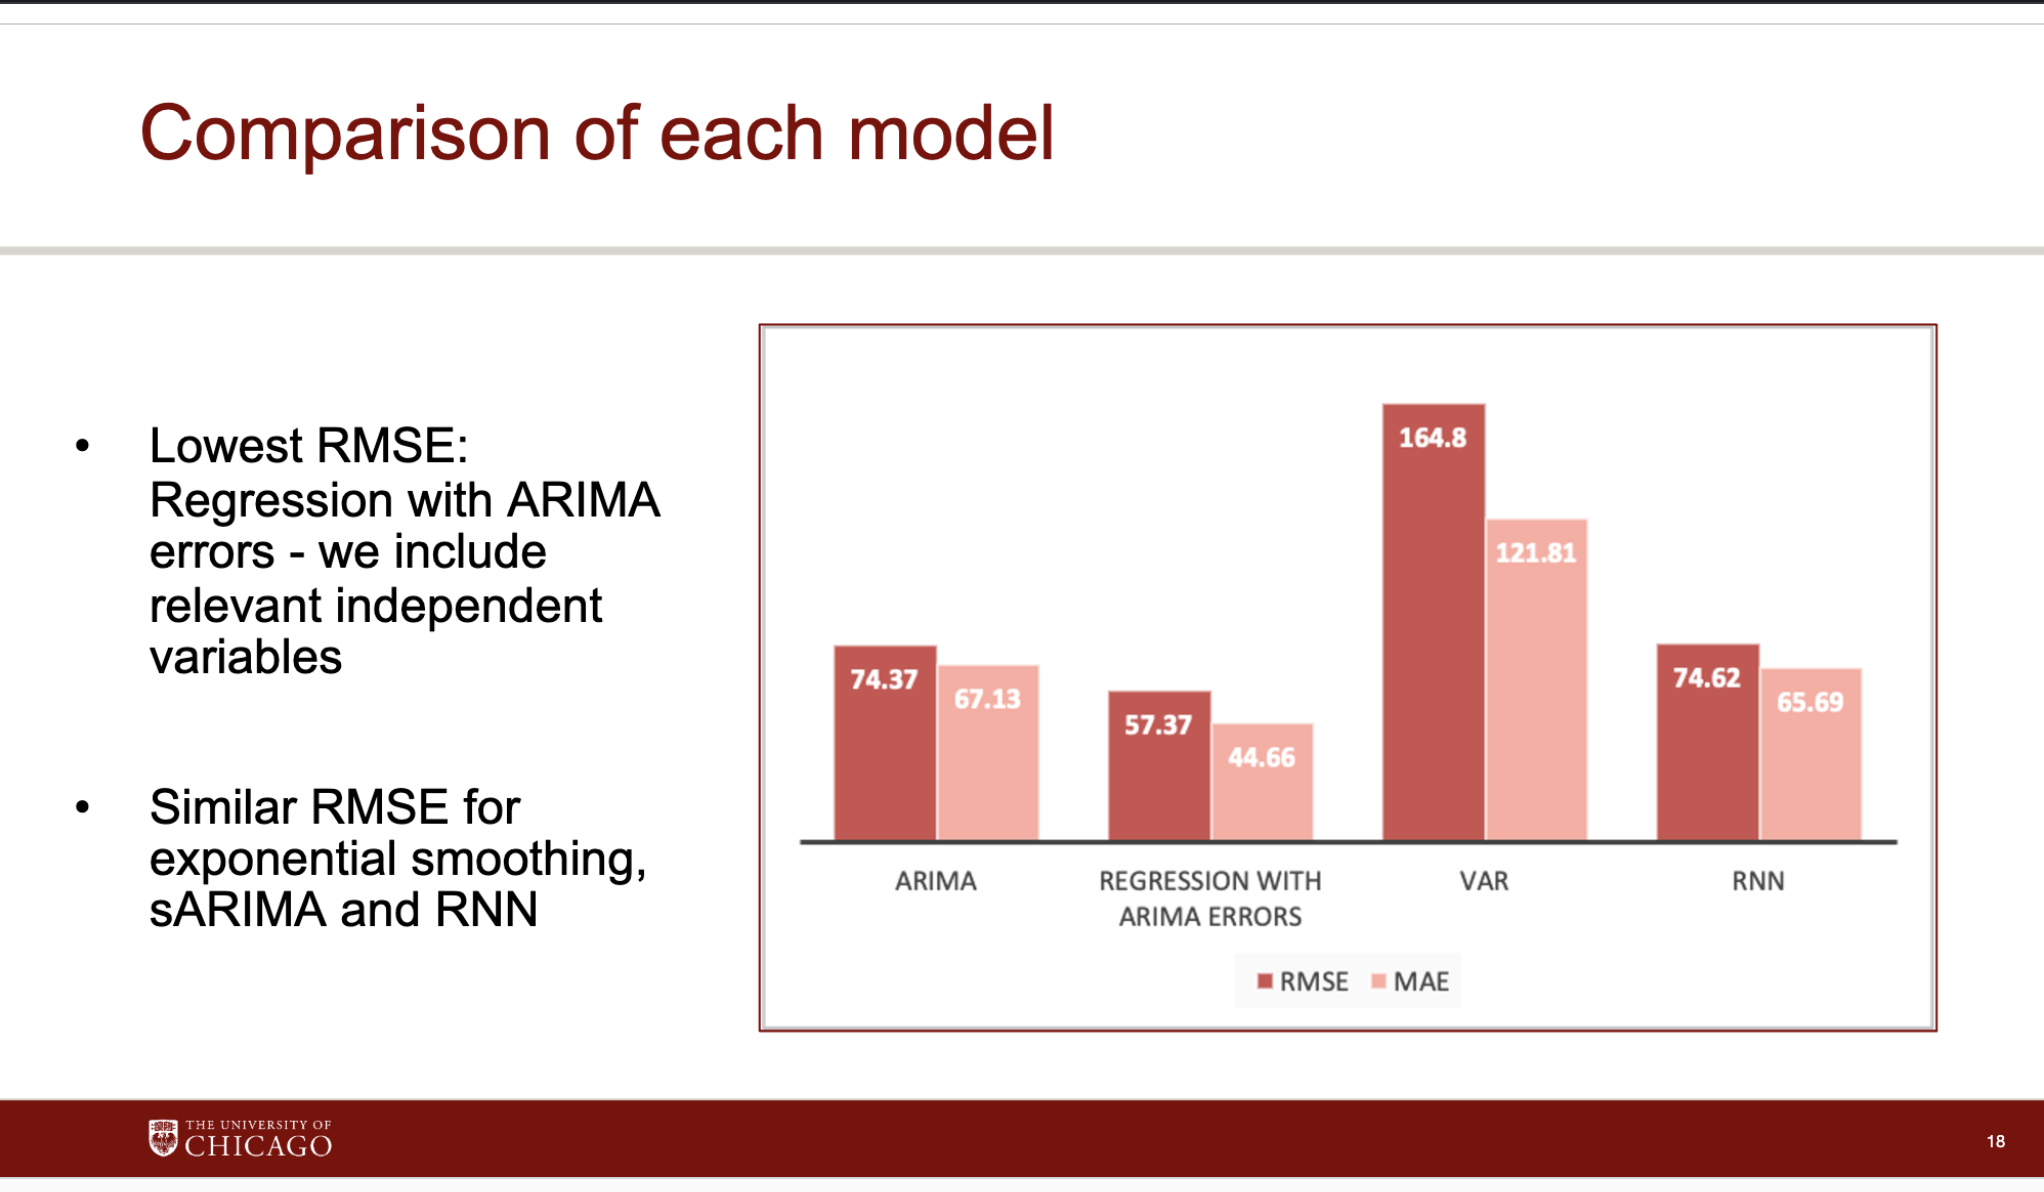 Comparison of each model
• Lowest RMSE:
Regression with ARIMA
errors - we include
relevant independent
variables
• Similar RMSE for
exponential smoothing,
sARIMA and RNN
74.37
67.13
57.37
44.66
164.8
121.81
74.62
65.69
ARIMA
REGRESSION WITH
ARIMA ERRORS
VAR
RNN
RMSE MAE
THE UNIVERSITY OF
CHICAGO
18